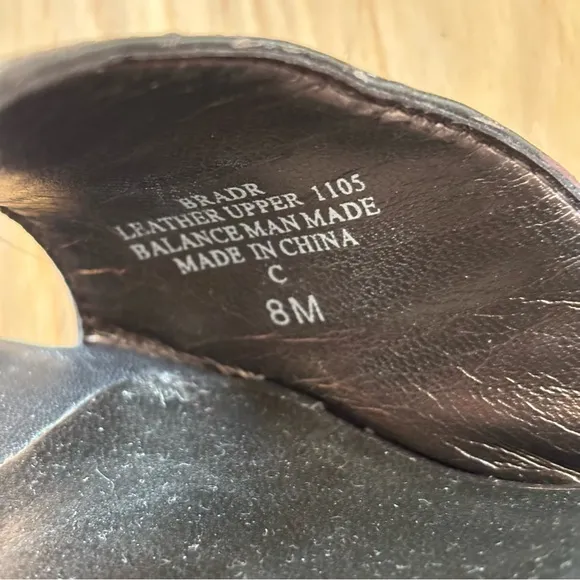 BRADR
LEATHER UPPER 1105
BALANCE MAN MADE
MADE IN CHINA
C
8M